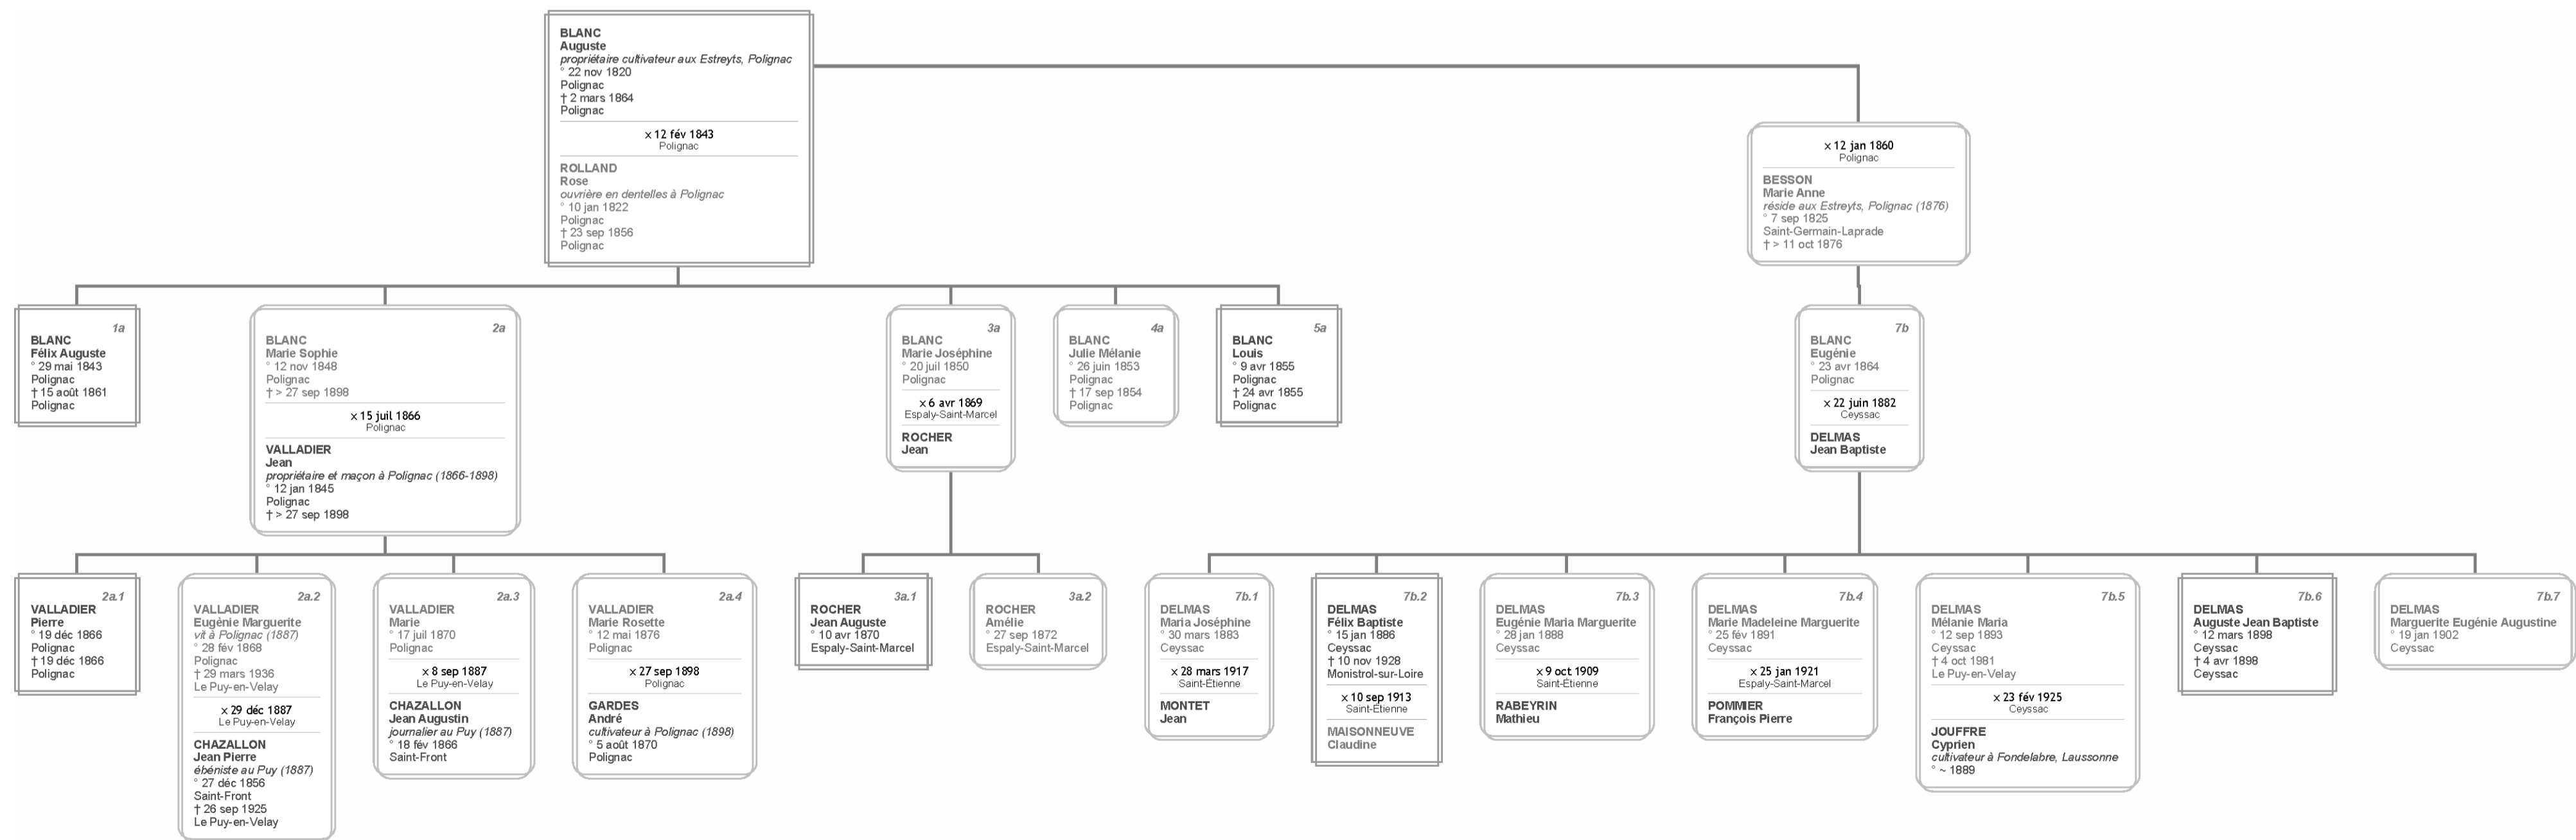 BLANC
Auguste
propriétaire cultivateur aux Estreyts, Polignac
° 22 nov 1820
Polignac
† 2 mars 1864
Polignac
x 12 fév 1843
Polignac
ROLLAND
Rose
ouvrière en dentelles à Polignac
° 10 jan 1822
Polignac
† 23 sep 1856
Polignac
x 12 jan 1860
Polignac
BESSON
Marie Anne
réside aux Estreyts, Polignac (1876)
° 7 sep 1825
Saint-Germain-Laprade
† > 11 oct 1876
1a
BLANC
Félix Auguste
° 29 mai 1843
Polignac
† 15 août 1861
Polignac
2a
BLANC
Marie Sophie
° 12 nov 1848
Polignac
† > 27 sep 1898
x 15 juil 1866
Polignac
VALLADIER
Jean
propriétaire et maçon à Polignac (1866-1898)
° 12 jan 1845
Polignac
† > 27 sep 1898
3a
BLANC
Marie Joséphine
° 20 juil 1850
Polignac
x 6 avr 1869
Espaly-Saint-Marcel
ROCHER
Jean
4a
BLANC
Julie Mélanie
° 26 juin 1853
Polignac
† 17 sep 1854
Polignac
5a
BLANC
Louis
° 9 avr 1855
Polignac
† 24 avr 1855
Polignac
7b
BLANC
Eugénie
° 23 avr 1864
Polignac
x 22 juin 1882
Ceyssac
DELMAS
Jean Baptiste
2a.1
VALLADIER
Pierre
° 19 déc 1866
Polignac
† 19 déc 1866
Polignac
2a.2
VALLADIER
Eugènie Marguerite
vit à Polignac (1887)
° 28 fév 1868
Polignac
† 29 mars 1936
Le Puy-en-Velay
x 29 déc 1887
Le Puy-en-Velay
CHAZALLON
Jean Pierre
ébéniste au Puy (1887)
° 27 déc 1856
Saint-Front
† 26 sep 1925
Le Puy-en-Velay
2a.3
VALLADIER
Marie
° 17 juil 1870
Polignac
x 8 sep 1887
Le Puy-en-Velay
CHAZALLON
Jean Augustin
journalier au Puy (1887)
° 18 fév 1866
Saint-Front
2a.4
VALLADIER
Marie Rosette
° 12 mai 1876
Polignac
x 27 sep 1898
Polignac
GARDES
André
cultivateur à Polignac (1898)
° 5 août 1870
Polignac
3a.1
ROCHER
Jean Auguste
° 10 avr 1870
Espaly-Saint-Marcel
3a.2
ROCHER
Amélie
° 27 sep 1872
Espaly-Saint-Marcel
7b.1
DELMAS
Maria Joséphine
° 30 mars 1883
Ceyssac
x 28 mars 1917
Saint-Étienne
MONTET
Jean
7b.2
DELMAS
Félix Baptiste
° 15 jan 1886
Ceyssac
† 10 nov 1928
Monistrol-sur-Loire
x 10 sep 1913
Saint-Étienne
MAISONNEUVE
Claudine
7b.3
DELMAS
Eugénie Maria Marguerite
° 28 jan 1888
Ceyssac
x 9 oct 1909
Saint-Étienne
RABEYRIN
Mathieu
7b.4
DELMAS
Marie Madeleine Marguerite
° 25 fév 1891
Ceyssac
x 25 jan 1921
Espaly-Saint-Marcel
POMMIER
François Pierre
7b.5
DELMAS
Mélanie Maria
° 12 sep 1893
Ceyssac
† 4 oct 1981
Le Puy-en-Velay
x 23 fév 1925
Ceyssac
JOUFFRE
Cyprien
cultivateur à Fondelabre, Laussonne
° ~ 1889
7b.6
DELMAS
Auguste Jean Baptiste
° 12 mars 1898
Ceyssac
† 4 avr 1898
Ceyssac
7b.7
DELMAS
Marguerite Eugénie Augustine
° 19 jan 1902
Ceyssac